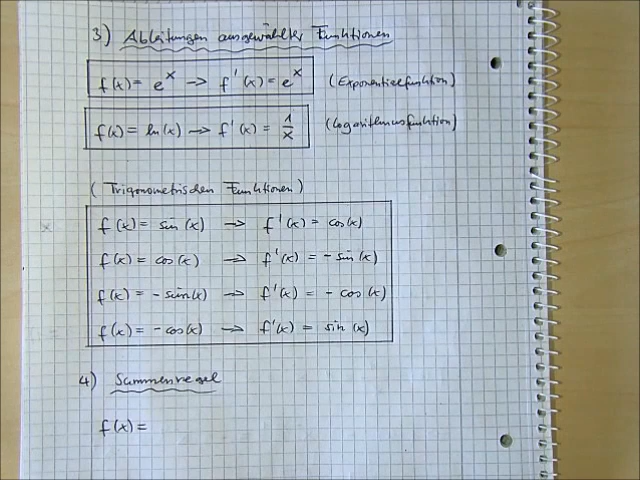 3) Ableitungen ausgewählter Funktionen
f(x) = e^x → f'(x) = e^x (Exponentialfunktion)
f(x) = ln(x) → f'(x) = 1/x (Logarithmusfunktion)
(Trigonometrischen Funktionen)
f(x) = sin(x) → f'(x) = cos(x)
f(x) = cos(x) → f'(x) = - sin(x)
f(x) = - sin(x) → f'(x) = - cos(x)
f(x) = - cos(x) → f'(x) = sin(x)
4) Summenregel
f(x) =